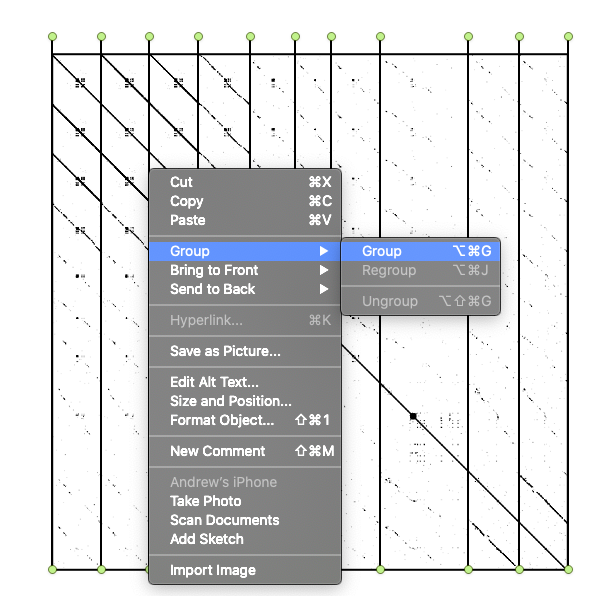 Cut ⌘X
Copy ⌘C
Paste ⌘V
Group ▶
Bring to Front ▶
Send to Back ▶
Hyperlink... ⌘K
Save as Picture...
Edit Alt Text...
Size and Position...
Format Object... ⇧⌘1
New Comment ⇧⌘M
Andrew's iPhone
Take Photo
Scan Documents
Add Sketch
Import Image
Group ⌥⌘G
Regroup ⌥⌘J
Ungroup ⌥⇧⌘G